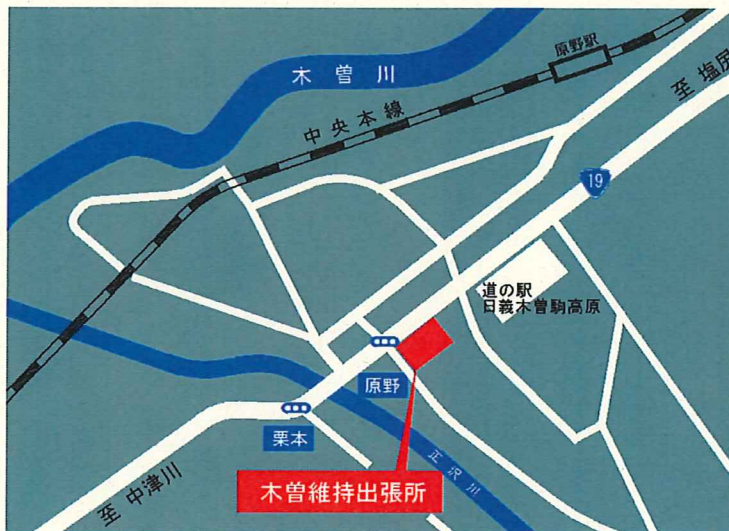 原野駅
木曽川
至塩尻
中央本線
19
道の駅
日義木曽駒高原
原野
栗本
正沢川
木曽維持出張所
至中津川